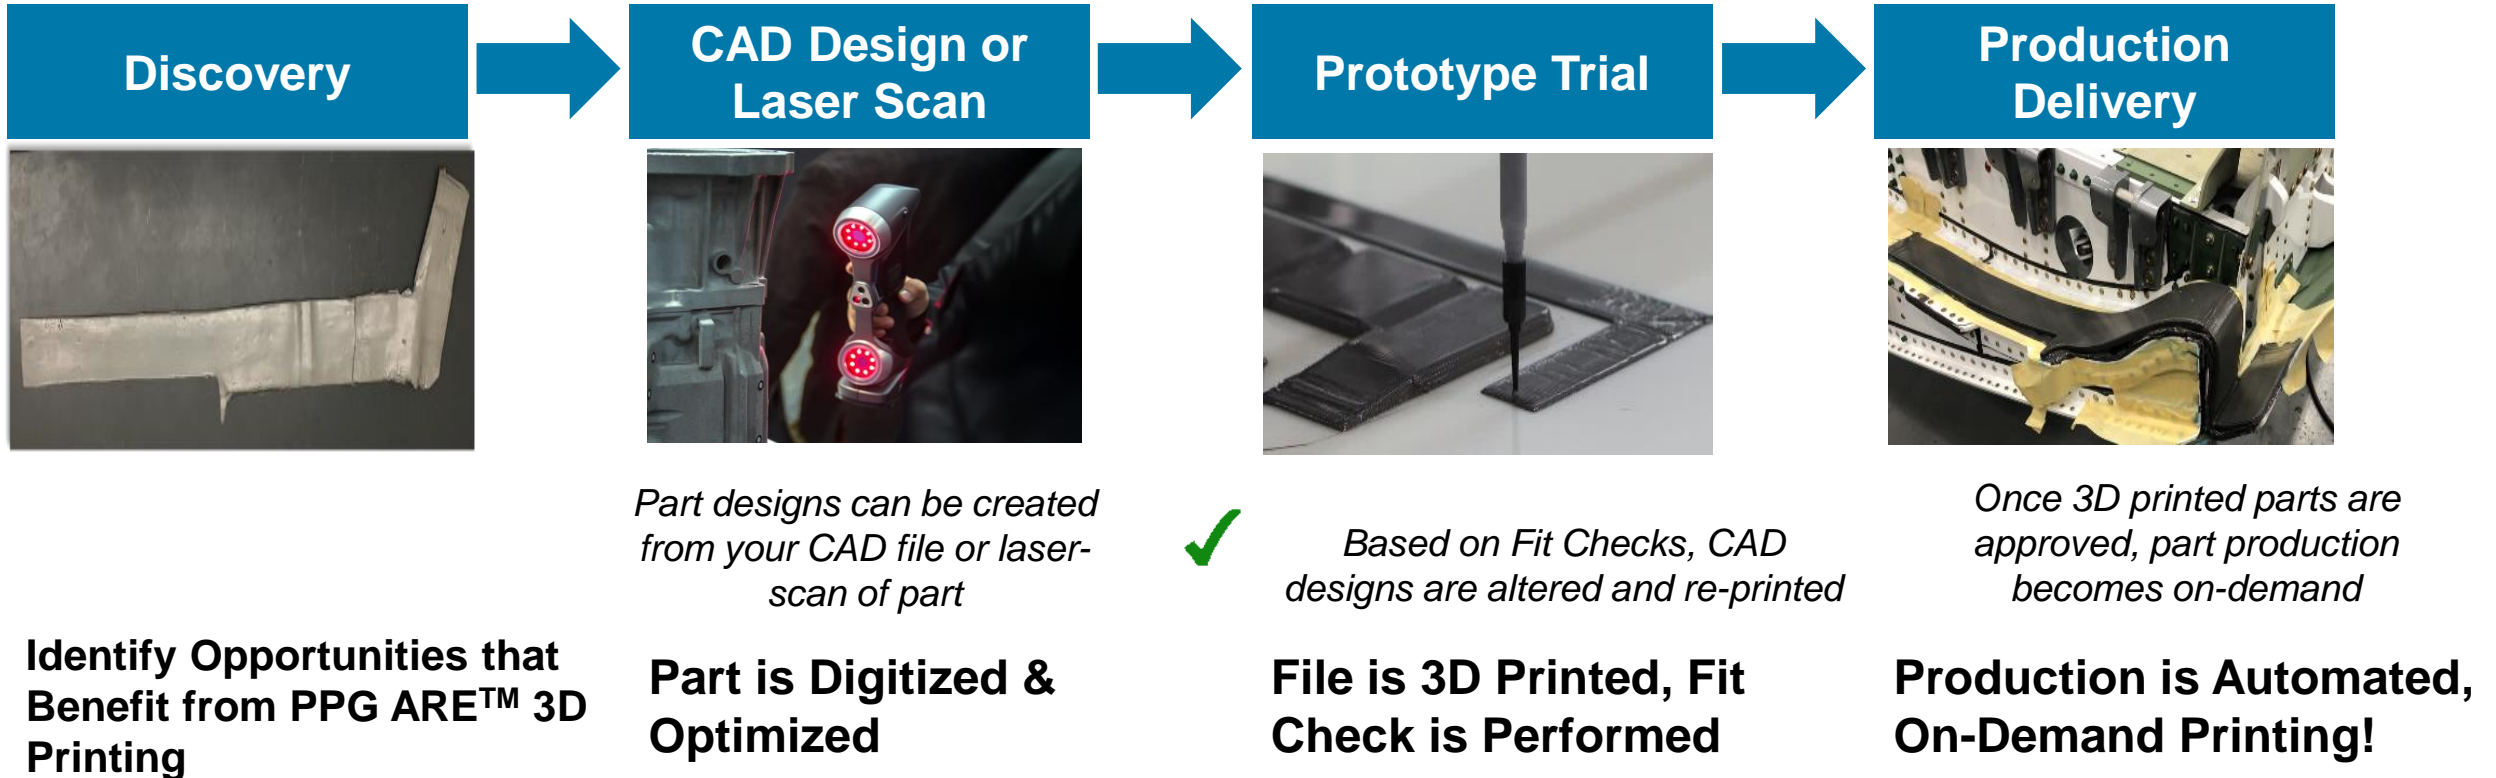 Discovery
CAD Design or
Laser Scan
Prototype Trial
Production
Delivery
Part designs can be created
from your CAD file or laser-
scan of part
Based on Fit Checks, CAD
designs are altered and re-printed
Once 3D printed parts are
approved, part production
becomes on-demand
Identify Opportunities that
Benefit from PPG ARE™ 3D
Printing
Part is Digitized &
Optimized
File is 3D Printed, Fit
Check is Performed
Production is Automated,
On-Demand Printing!